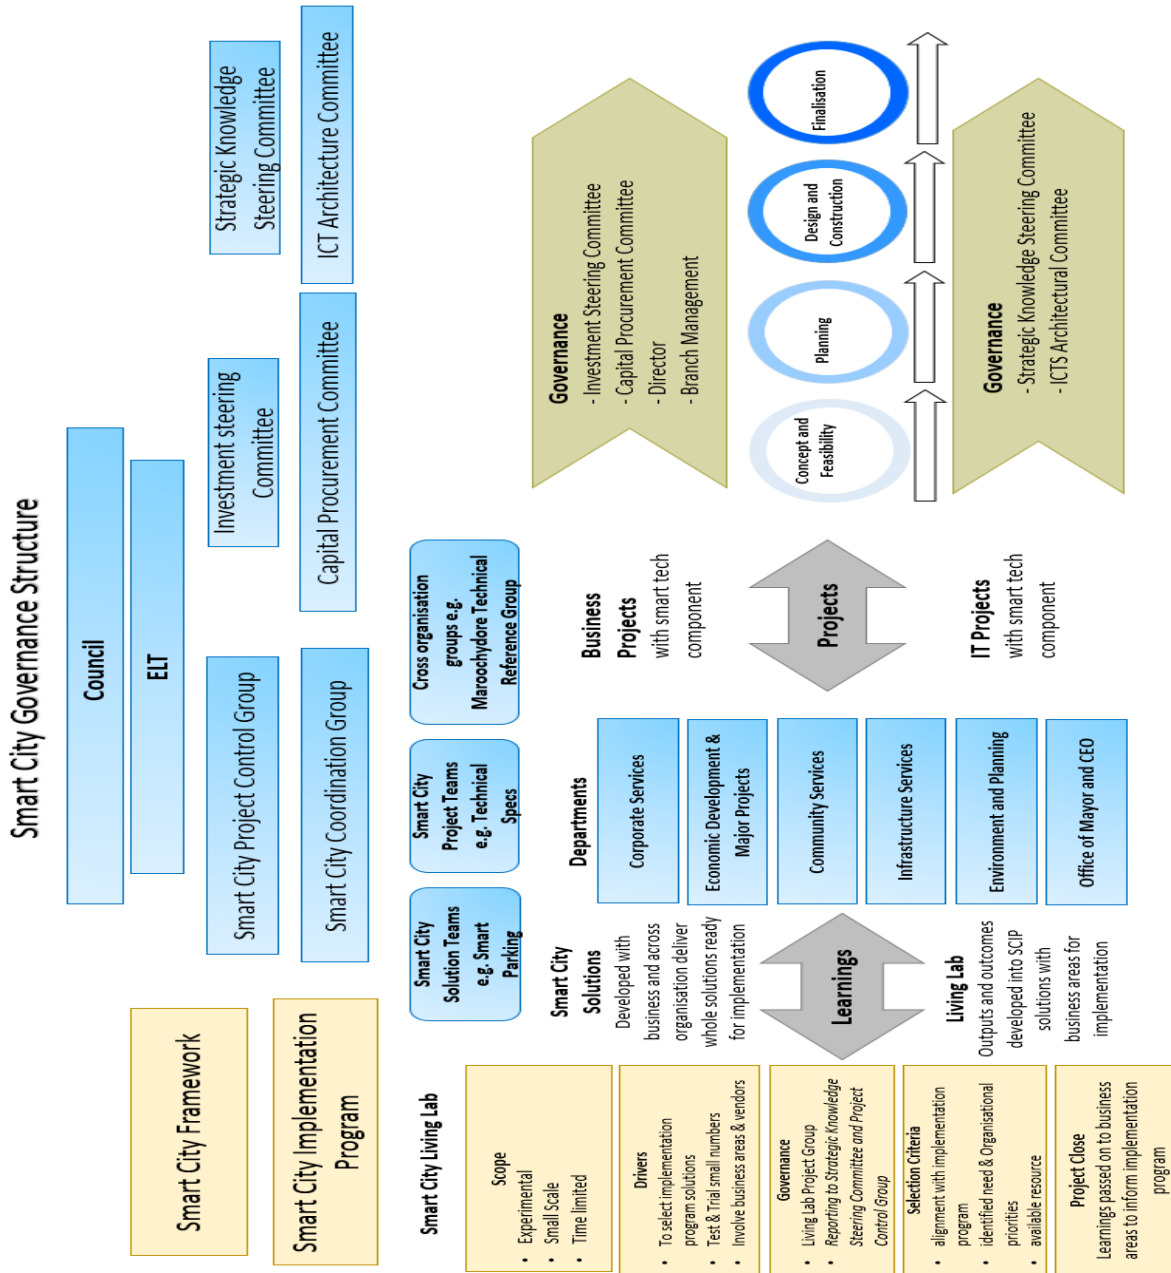 Smart City Governance Structure
Council
ELT
Smart City Framework
Smart City Project Control Group
Investment steering
Committee
Strategic Knowledge
Steering Committee
Smart City Implementation
Program
Smart City Coordination Group
Capital Procurement Committee
ICT Architecture Committee
Smart City
Solution Teams
e.g. Smart
Parking
Smart City
Project Teams
e.g. Technical
Specs
Cross organisation
groups e.g.
Maroochydore Technical
Reference Group
Smart City Living Lab
Scope
• Experimental
• Small Scale
• Time limited
Drivers
• To select implementation
program solutions
• Test & Trial small numbers
• Involve business areas & vendors
Governance
• Living Lab Project Group
• Reporting to Strategic Knowledge
Steering Committee and Project
Control Group
Selection Criteria
• alignment with implementation
program
• identified need & Organisational
priorities
• available resource
Project Close
Learnings passed on to business
areas to inform implementation
program
Smart City
Solutions
Developed with
business and across
organisation deliver
whole solutions ready
for implementation
Learnings
Living Lab
Outputs and outcomes
developed into SCIP
solutions with
business areas for
implementation
Departments
Corporate Services
Economic Development &
Major Projects
Community Services
Infrastructure Services
Environment and Planning
Office of Mayor and CEO
Business
Projects
with smart tech
component
Projects
IT Projects
with smart tech
component
Governance
- Investment Steering Committee
- Capital Procurement Committee
- Director
- Branch Management
Concept and
Feasibility
Planning
Design and
Construction
Finalisation
Governance
- Strategic Knowledge Steering Committee
- ICTS Architectural Committee